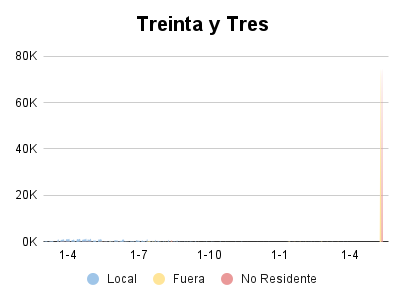 Treinta y Tres
80K
60K
40K
20K
0K
1-4 1-7 1-10 1-1 1-4
Local Fuera No Residente